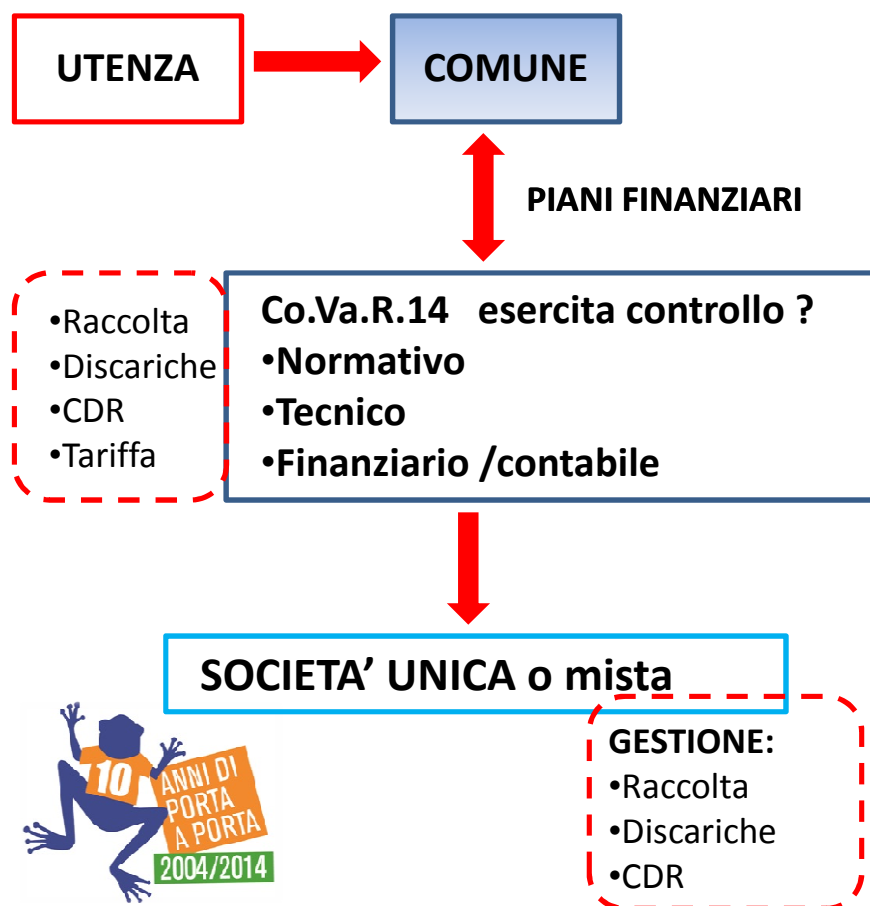 UTENZA
COMUNE
PIANI FINANZIARI
•Raccolta
•Discariche
•CDR
•Tariffa
Co.Va.R.14 esercita controllo ?
•Normativo
•Tecnico
•Finanziario /contabile
SOCIETA’ UNICA o mista
10
ANNI DI
PORTA
A PORTA
2004/2014
GESTIONE:
•Raccolta
•Discariche
•CDR